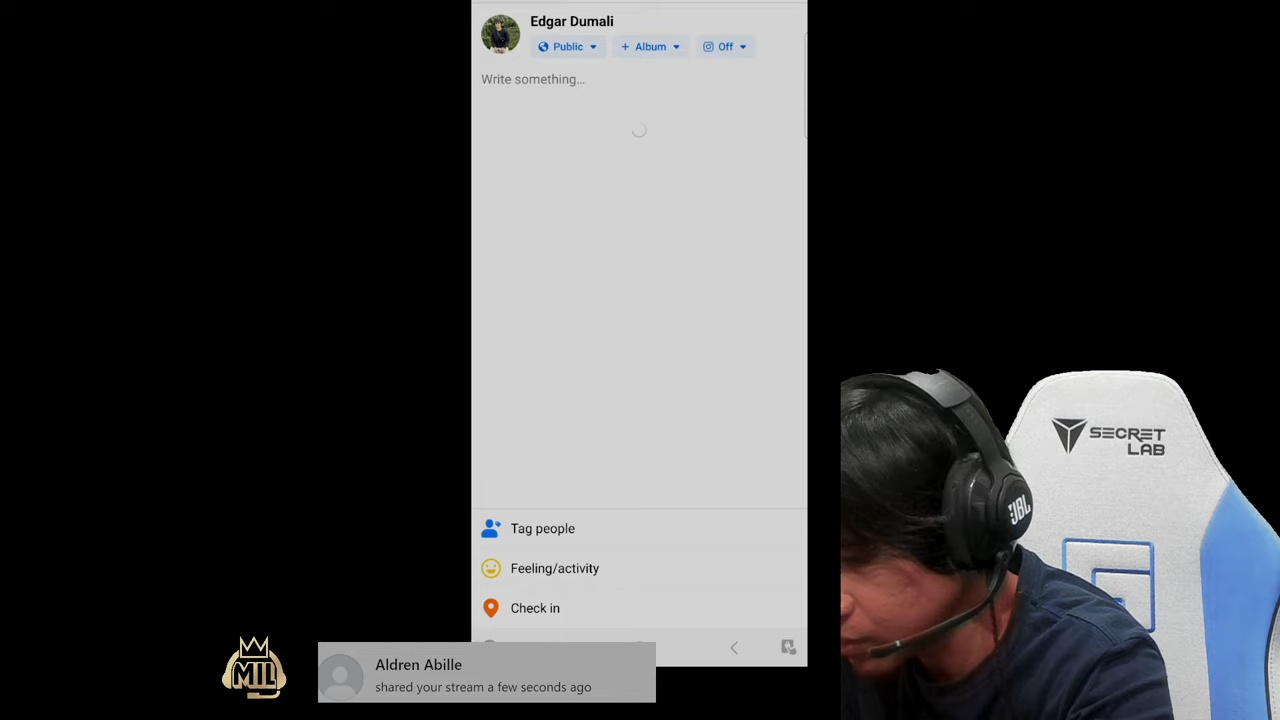 Edgar Dumali
Public
+ Album
Off
Write something...
Tag people
Feeling/activity
Check in
MTL
Aldren Abille
shared your stream a few seconds ago
SECRET
LAB
JBL